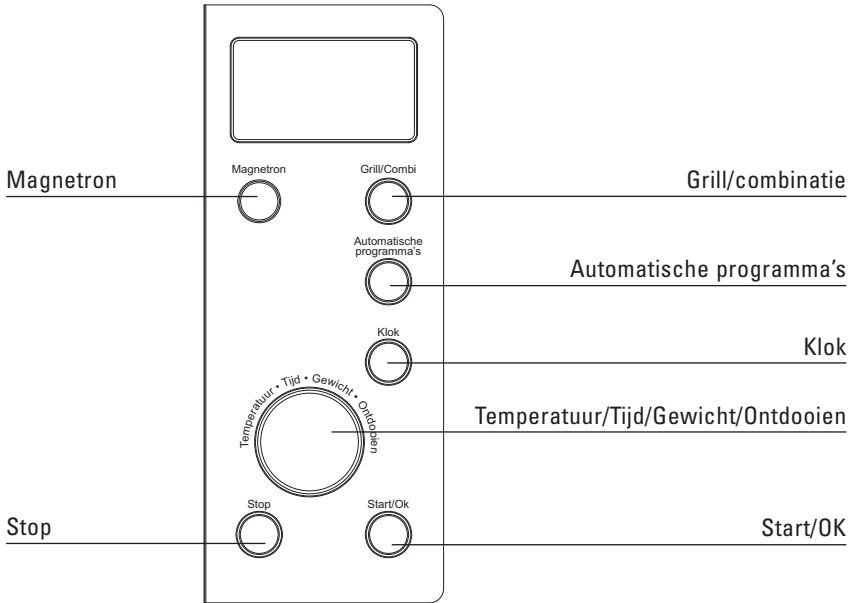 Magnetron
Grill/Combi
Magnetron
Grill/combinatie
Automatische
programma's
Automatische programma's
Klok
Klok
Temperatuur • Tijd • Gewicht • Ontdooien
Temperatuur/Tijd/Gewicht/Ontdooien
Stop
Start/Ok
Stop
Start/OK